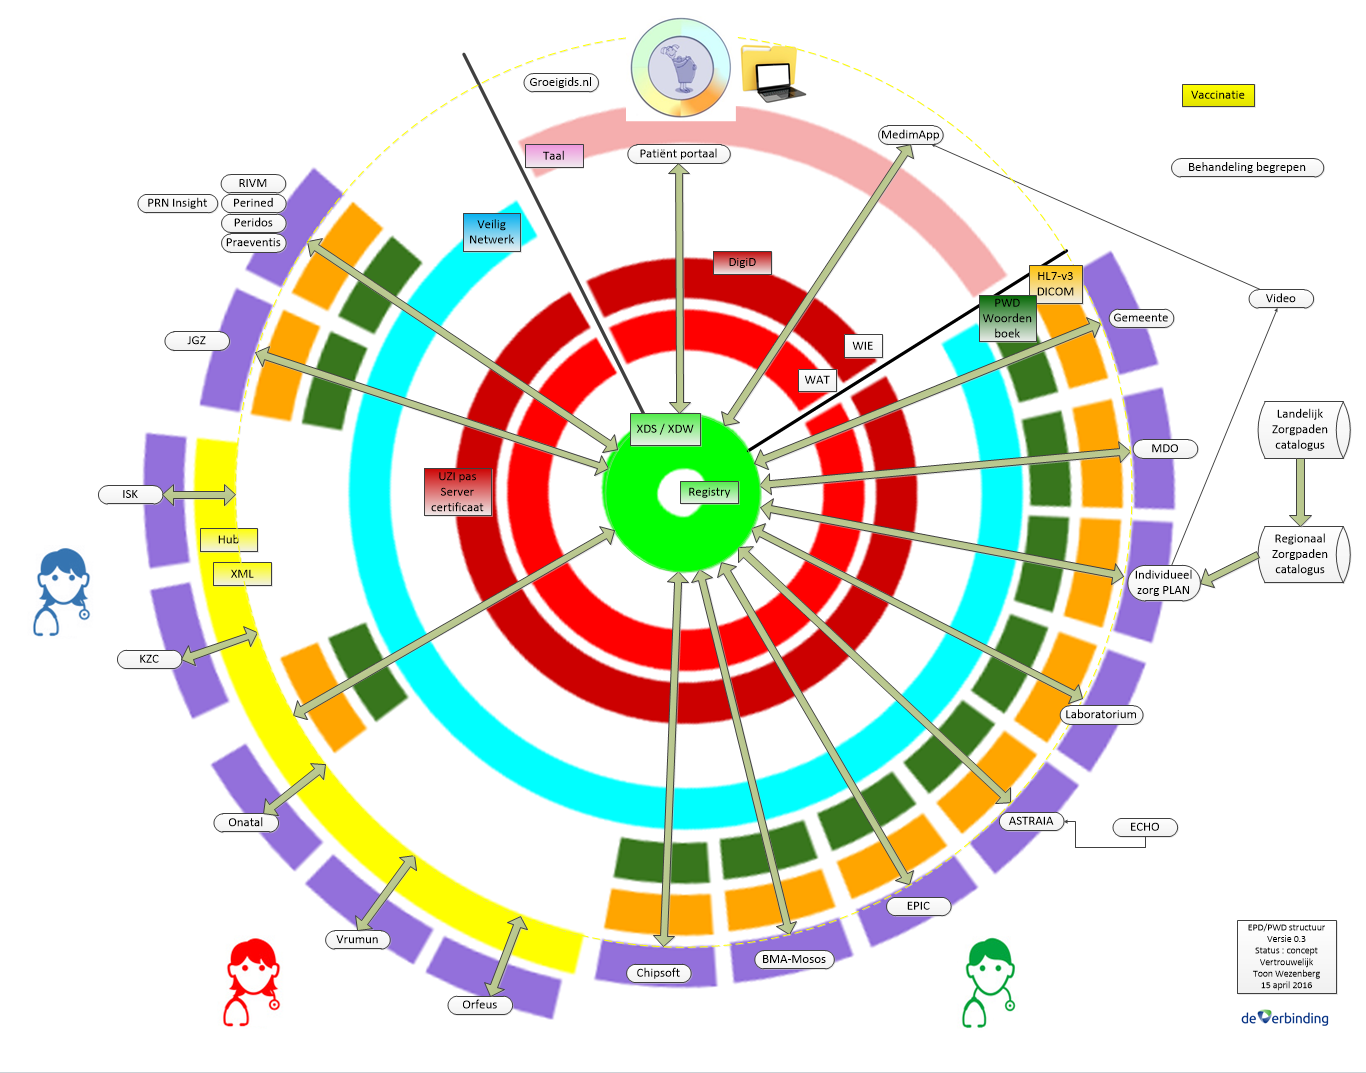 Groeigids.nl
Vaccinatie
MedimApp
Taal
Patiënt portaal
Behandeling begrepen
RIVM
PRN Insight
Perined
Peridos
Praeventis
Veilig
Netwerk
DigiD
HL7-v3
DICOM
PWD
Woorden
boek
Video
Gemeente
JGZ
WIE
WAT
XDS / XDW
Landelijk
Zorgpaden
catalogus
MDO
UZI pas
Server
certificaat
Registry
ISK
Hub
XML
Regionaal
Zorgpaden
catalogus
Individueel
zorg PLAN
KZC
Laboratorium
Onatal
ASTRAIA
ECHO
EPIC
Vrumun
BMA-Mosos
Chipsoft
Orfeus
EPD/PWD structuur
Versie 0.3
Status : concept
Vertrouwelijk
Toon Wezenberg
15 april 2016
deVerbinding